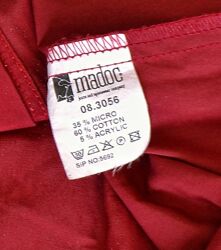 madoc
08.3056
35 % MICRO
60 % COTTON
5 % ACRYLIC
SIP NO:5692